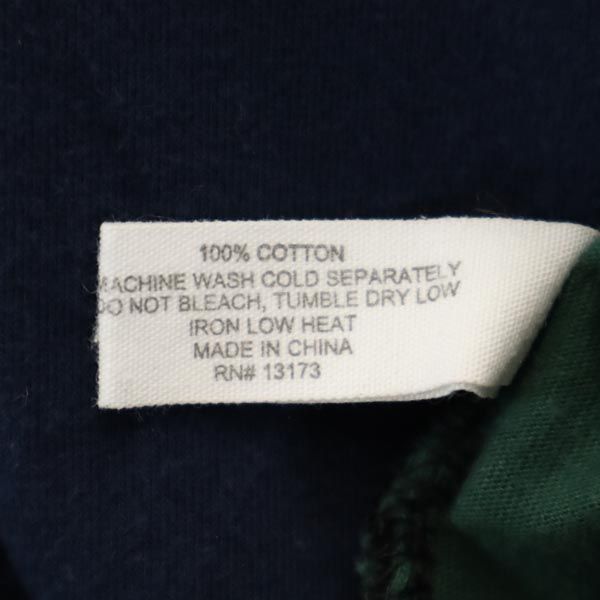 100% COTTON
MACHINE WASH COLD SEPARATELY
DO NOT BLEACH, TUMBLE DRY LOW
IRON LOW HEAT
MADE IN CHINA
RN# 13173